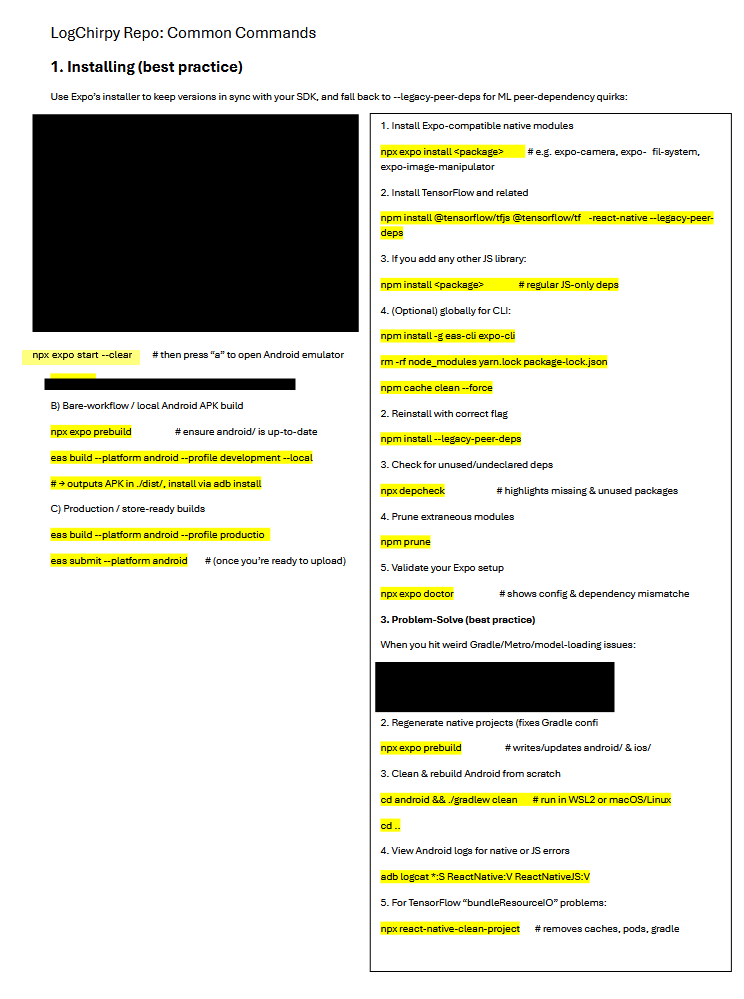 LogChirpy Repo: Common Commands
1. Installing (best practice)
Use Expo's installer to keep versions in sync with your SDK, and fall back to --legacy-peer-deps for ML peer-dependency quirks:
npx expo start --clear # then press "a" to open Android emulator
B) Bare-workflow / local Android APK build
npx expo prebuild # ensure android/ is up-to-date
eas build --platform android --profile development --local
# → outputs APK in ./dist/, install via adb install
C) Production / store-ready builds
eas build --platform android --profile productio
eas submit --platform android # (once you're ready to upload)
1. Install Expo-compatible native modules
npx expo install <package> # e.g. expo-camera, expo- fil-system,
expo-image-manipulator
2. Install TensorFlow and related
npm install @tensorflow/tfjs @tensorflow/tf -react-native --legacy-peer-
deps
3. If you add any other JS library:
npm install <package> # regular JS-only deps
4. (Optional) globally for CLI:
npm install -g eas-cli expo-cli
rm -rf node_modules yarn.lock package-lock.json
npm cache clean --force
2. Reinstall with correct flag
npm install --legacy-peer-deps
3. Check for unused/undeclared deps
npx depcheck # highlights missing & unused packages
4. Prune extraneous modules
npm prune
5. Validate your Expo setup
npx expo doctor # shows config & dependency mismatche
3. Problem-Solve (best practice)
When you hit weird Gradle/Metro/model-loading issues:
2. Regenerate native projects (fixes Gradle confi
npx expo prebuild # writes/updates android/ & ios/
3. Clean & rebuild Android from scratch
cd android && ./gradlew clean # run in WSL2 or macOS/Linux
cd ..
4. View Android logs for native or JS errors
adb logcat *:S ReactNative:V ReactNativeJS:V
5. For TensorFlow "bundleResourceIO" problems:
npx react-native-clean-project # removes caches, pods, gradle